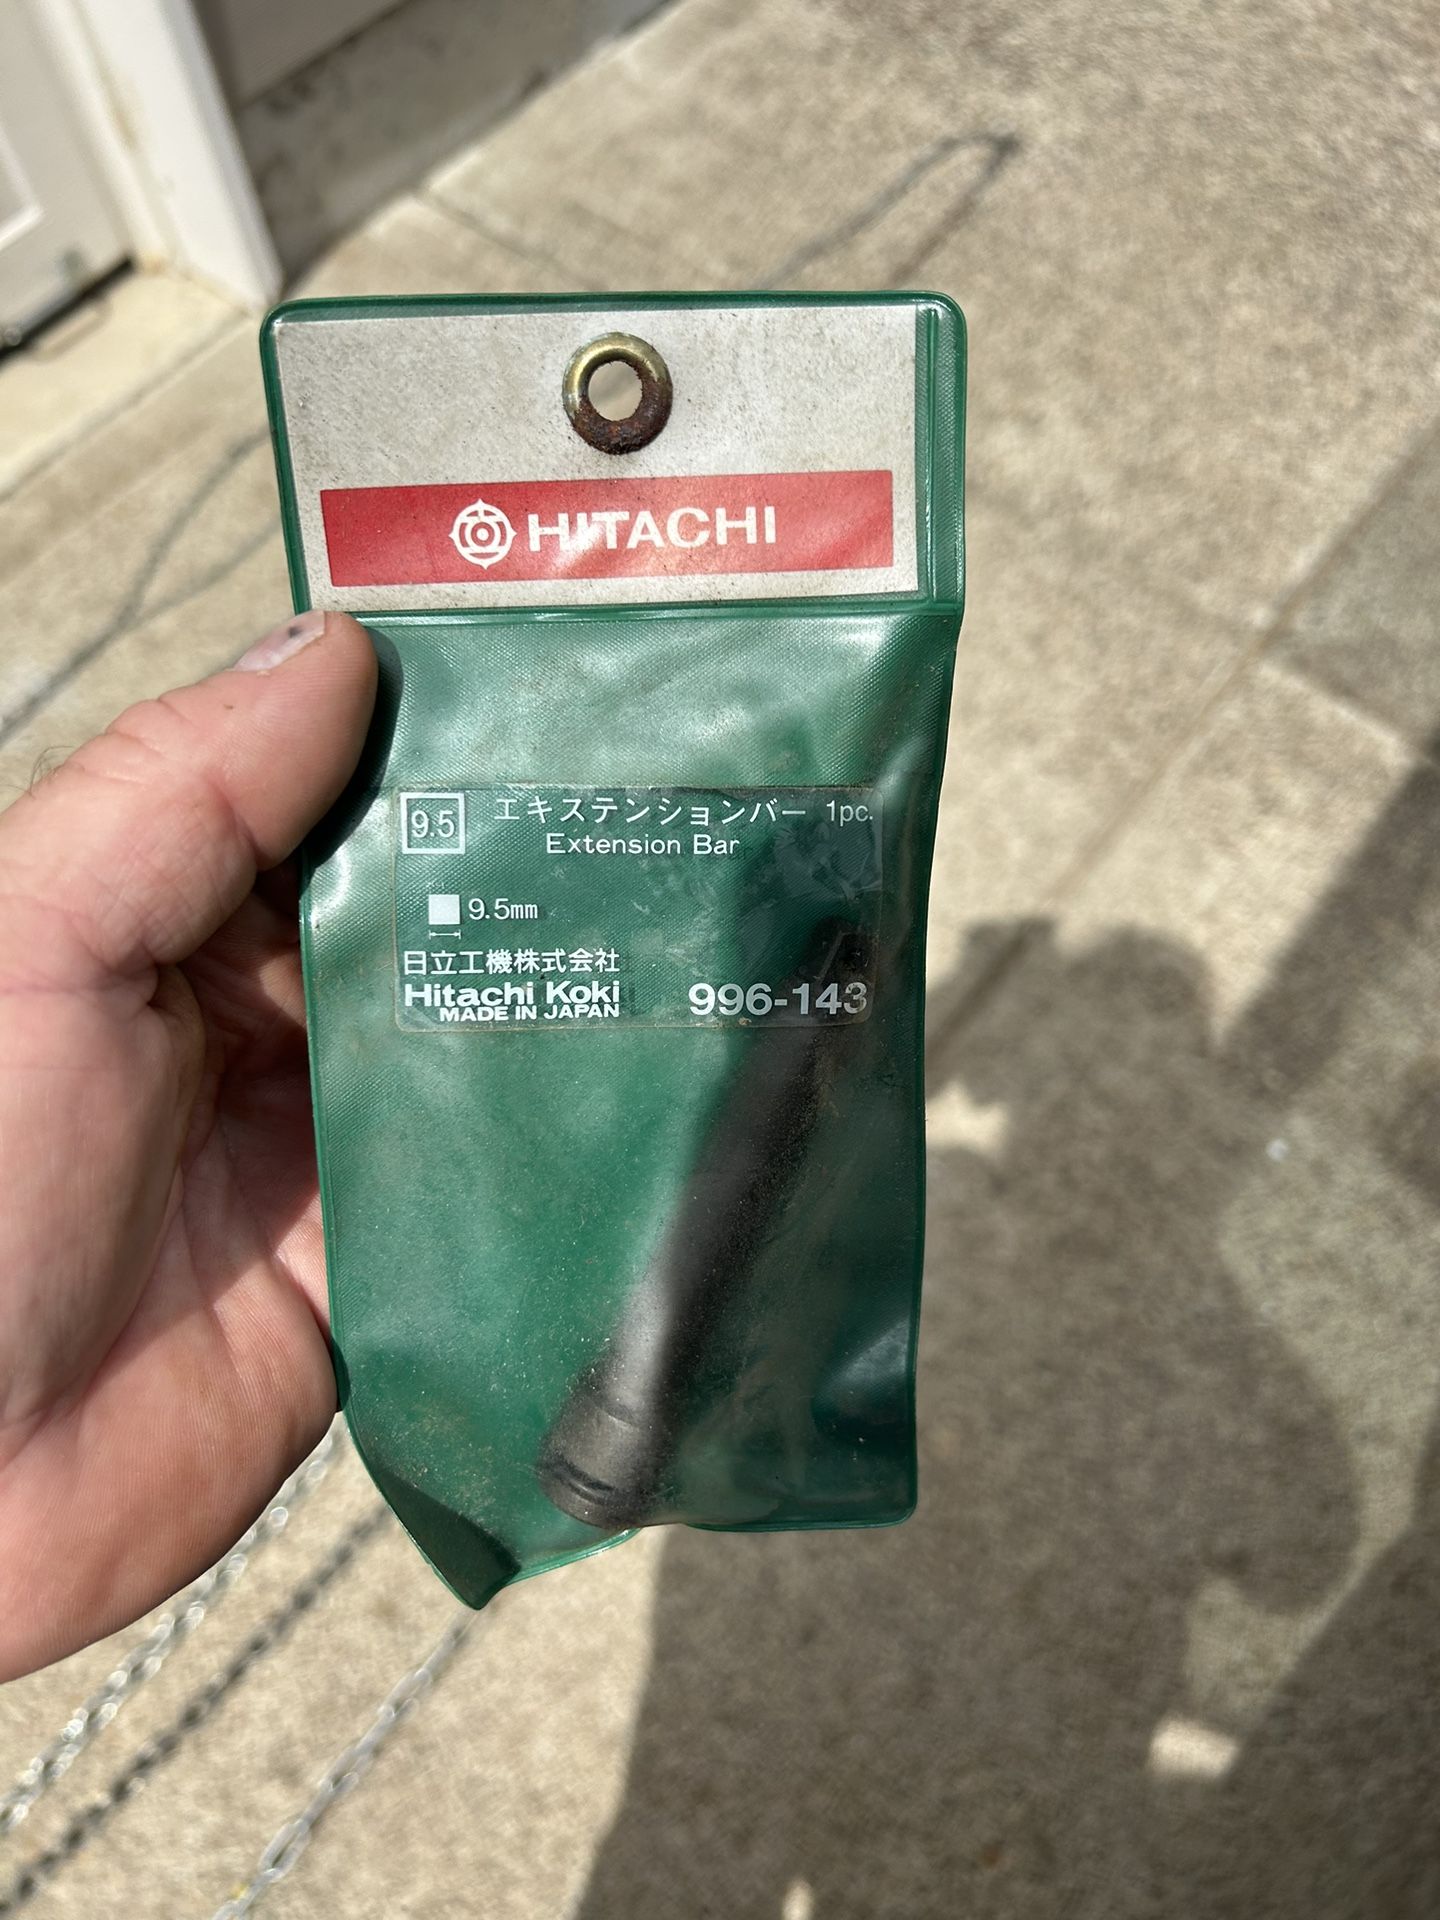 HITACHI
9.5 エキステンションバー 1pc.
Extension Bar
9.5mm
日立工機株式会社
Hitachi Koki 996-143
MADE IN JAPAN